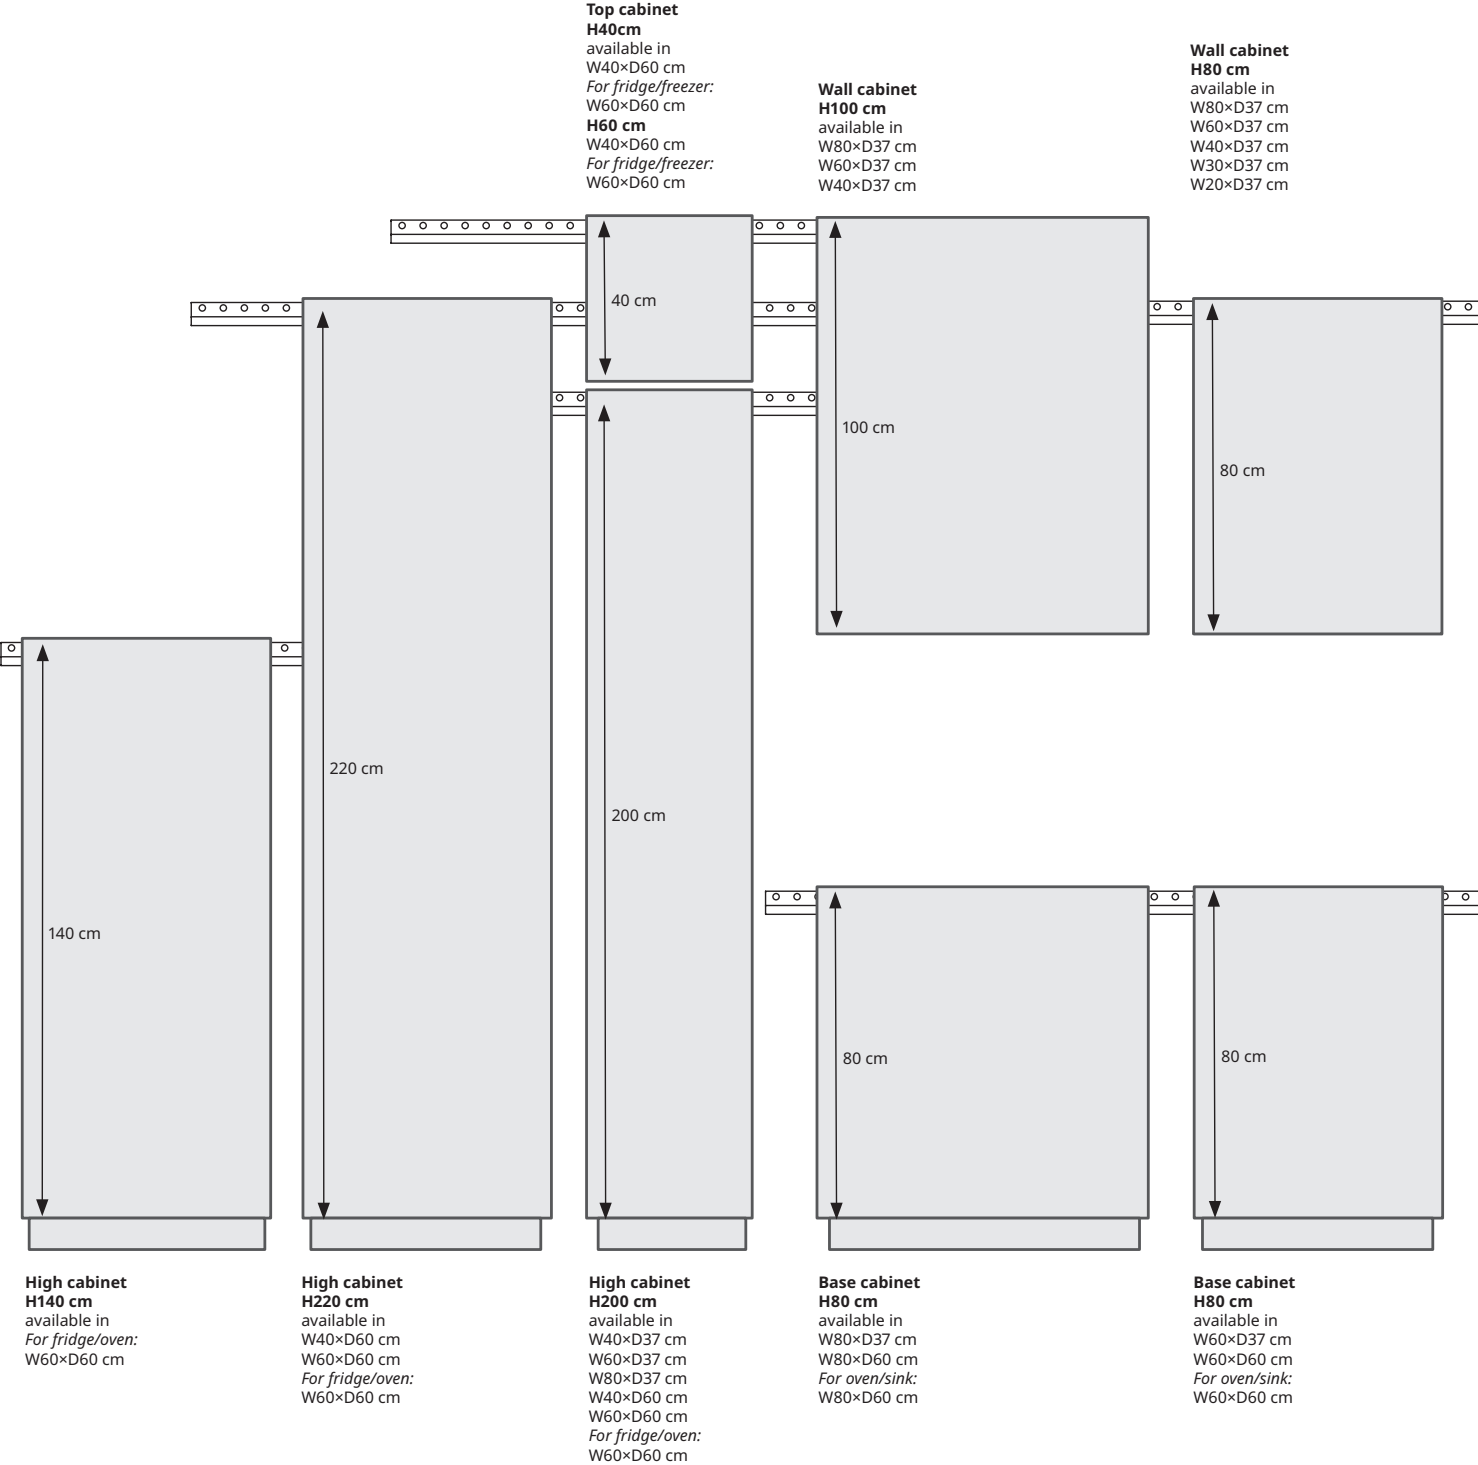 Top cabinet
H40cm
available in
W40×D60 cm
For fridge/freezer:
W60×D60 cm
H60 cm
W40×D60 cm
For fridge/freezer:
W60×D60 cm
Wall cabinet
H100 cm
available in
W80×D37 cm
W60×D37 cm
W40×D37 cm
Wall cabinet
H80 cm
available in
W80×D37 cm
W60×D37 cm
W40×D37 cm
W30×D37 cm
W20×D37 cm
40 cm
100 cm
80 cm
220 cm
200 cm
140 cm
80 cm
80 cm
High cabinet
H140 cm
available in
For fridge/oven:
W60×D60 cm
High cabinet
H220 cm
available in
W40×D60 cm
W60×D60 cm
For fridge/oven:
W60×D60 cm
High cabinet
H200 cm
available in
W40×D37 cm
W60×D37 cm
W80×D37 cm
W40×D60 cm
W60×D60 cm
For fridge/oven:
W60×D60 cm
Base cabinet
H80 cm
available in
W80×D37 cm
W80×D60 cm
For oven/sink:
W80×D60 cm
Base cabinet
H80 cm
available in
W60×D37 cm
W60×D60 cm
For oven/sink:
W60×D60 cm